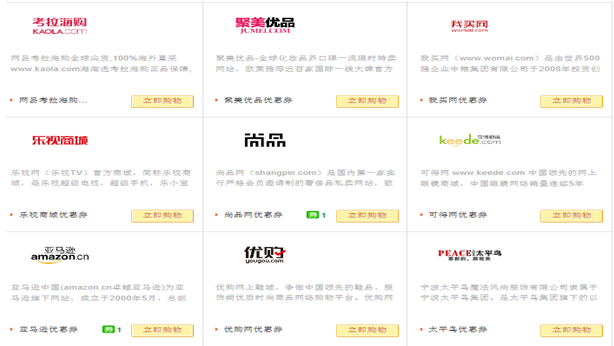 考拉海购
KAOLA.COM
网易考拉海购全球尖货,100%海外直采
www.kaola.com海淘选考拉海购正品保障,
网易考拉海购...
立即购物
聚美优品
JUMEI.COM
聚美优品-全球化妆品界口碑一流限时特卖
网站，欧莱雅等近百家国际一线大牌官方
聚美优品优惠券
立即购物
我买网
womai.com
我买网（www.womai.com）是由世界500
强企业中粮集团有限公司于2008年投资创
我买网优惠券
立即购物
乐视商城
乐视网（乐视TV）官方商城，简称乐视商
城，是乐视超级电视，超级手机，乐小宝
乐视商城优惠券
立即购物
尚品
尚品网（shangpin.com）是国内第一家实
行严格会员邀请制的奢侈品私卖网站，致
尚品网优惠券
券 1
立即购物
keede.com
可得网 www.keede.com 中国领先的网上
眼镜商城，中国眼镜网络销量连续5年
可得网优惠券
立即购物
亚马逊
amazon.cn
亚马逊中国(amazon.cn卓越亚马逊)为亚
马逊旗下网站，成立于2000年5月，总部
亚马逊优惠券
券 1
立即购物
优购
yougou.com
优购网上鞋城，争做中国领先的鞋品、服
饰类优质时尚商品网络购物平台。优购网
优购网优惠券
立即购物
PEACE 太平鸟
宁波太平鸟魔法风尚服饰有限公司隶属于
宁波太平鸟集团，是太平鸟集团旗下的以
太平鸟优惠券
立即购物